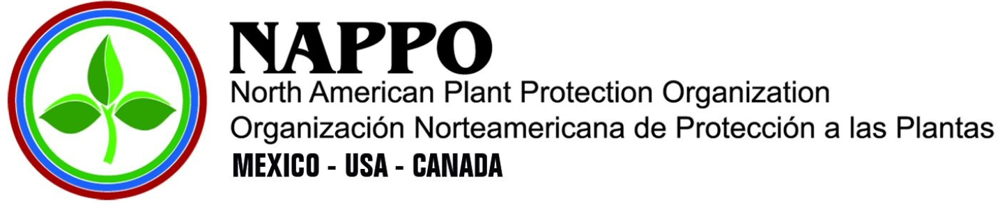 NAPPO
North American Plant Protection Organization
Organización Norteamericana de Protección a las Plantas
MEXICO - USA - CANADA